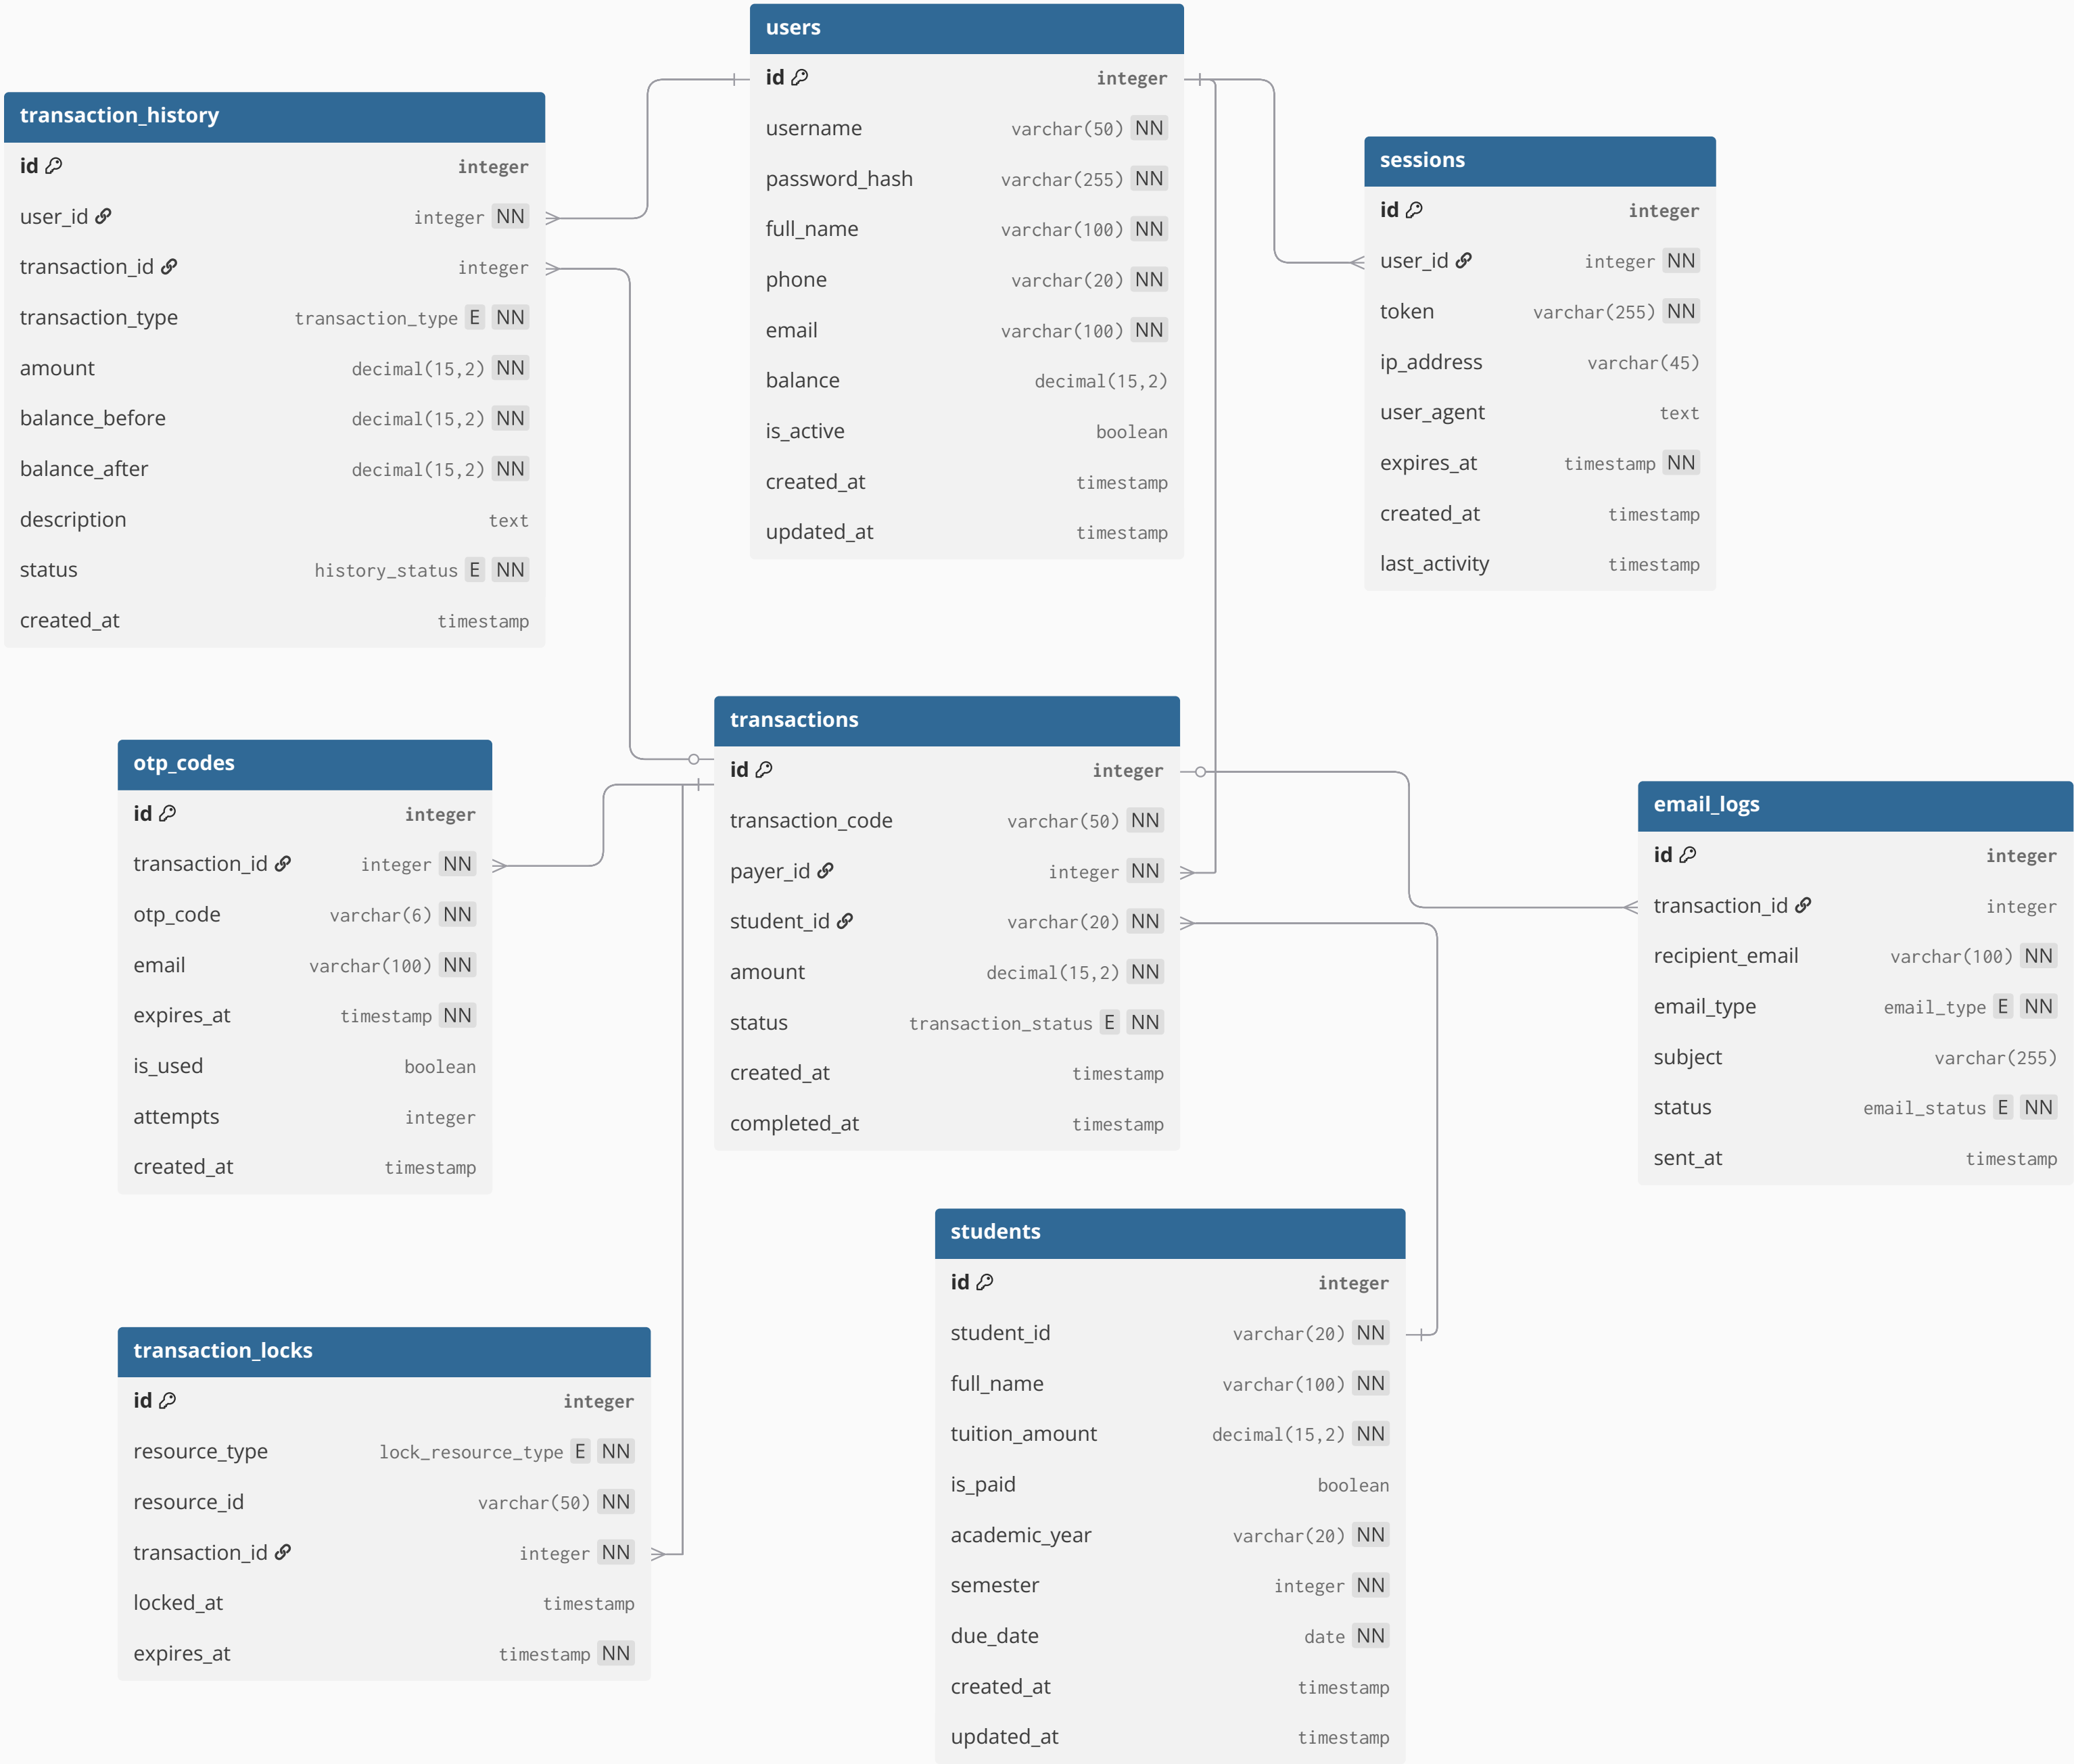 users
id integer
username varchar(50) NN
password_hash varchar(255) NN
full_name varchar(100) NN
phone varchar(20) NN
email varchar(100) NN
balance decimal(15,2)
is_active boolean
created_at timestamp
updated_at timestamp
transaction_history
id integer
user_id integer NN
transaction_id integer
transaction_type transaction_type E NN
amount decimal(15,2) NN
balance_before decimal(15,2) NN
balance_after decimal(15,2) NN
description text
status history_status E NN
created_at timestamp
sessions
id integer
user_id integer NN
token varchar(255) NN
ip_address varchar(45)
user_agent text
expires_at timestamp NN
created_at timestamp
last_activity timestamp
transactions
id integer
transaction_code varchar(50) NN
payer_id integer NN
student_id varchar(20) NN
amount decimal(15,2) NN
status transaction_status E NN
created_at timestamp
completed_at timestamp
otp_codes
id integer
transaction_id integer NN
otp_code varchar(6) NN
email varchar(100) NN
expires_at timestamp NN
is_used boolean
attempts integer
created_at timestamp
email_logs
id integer
transaction_id integer
recipient_email varchar(100) NN
email_type email_type E NN
subject varchar(255)
status email_status E NN
sent_at timestamp
students
id integer
student_id varchar(20) NN
full_name varchar(100) NN
tuition_amount decimal(15,2) NN
is_paid boolean
academic_year varchar(20) NN
semester integer NN
due_date date NN
created_at timestamp
updated_at timestamp
transaction_locks
id integer
resource_type lock_resource_type E NN
resource_id varchar(50) NN
transaction_id integer NN
locked_at timestamp
expires_at timestamp NN